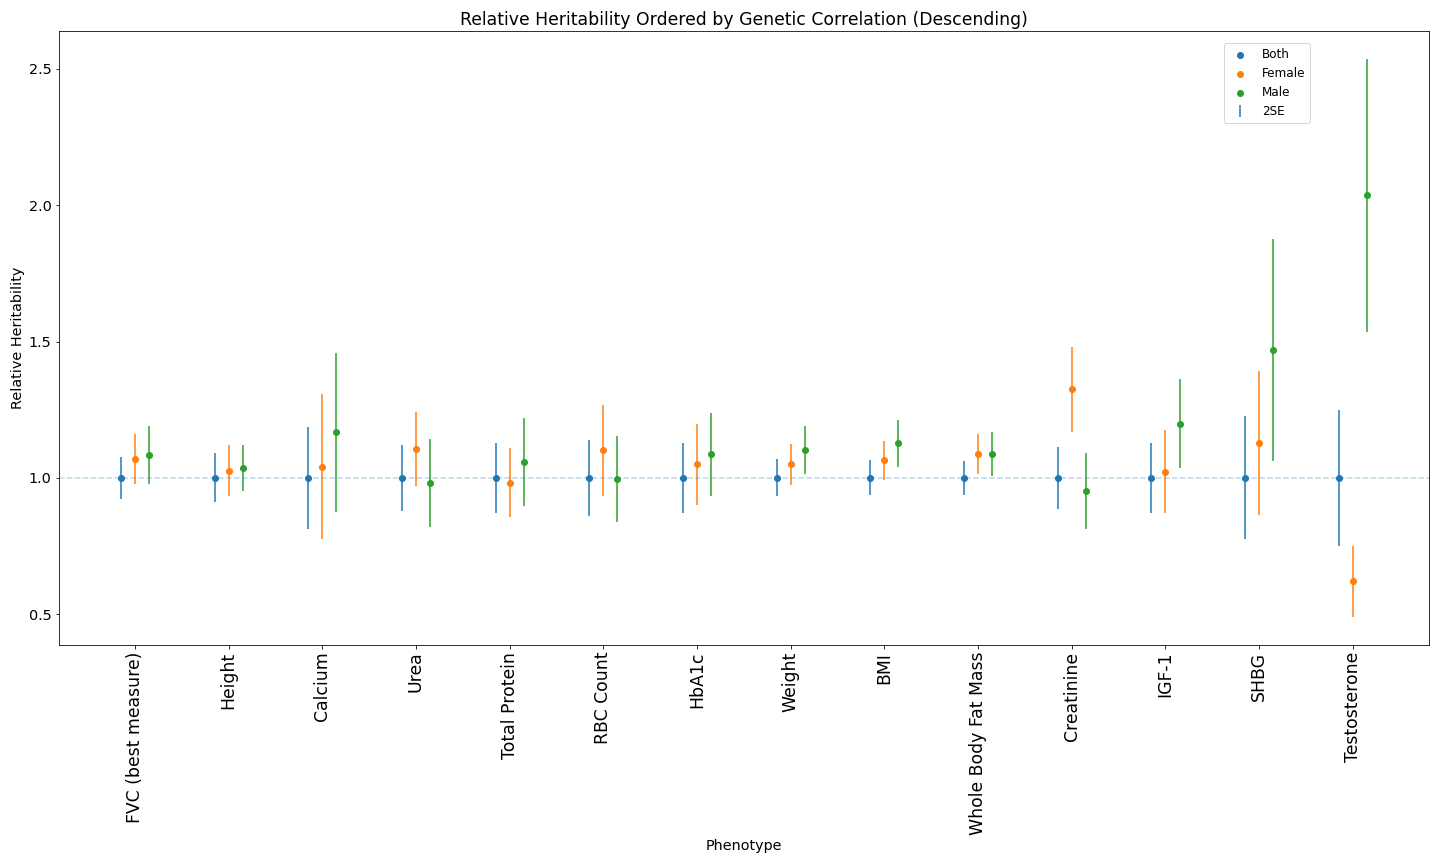 Relative Heritability Ordered by Genetic Correlation (Descending)
Both
Female
Male
2SE
Relative Heritability
2.5
2.0
1.5
1.0
0.5
FVC (best measure)
Height
Calcium
Urea
Total Protein
RBC Count
HbA1c
Weight
BMI
Whole Body Fat Mass
Creatinine
IGF-1
SHBG
Testosterone
Phenotype